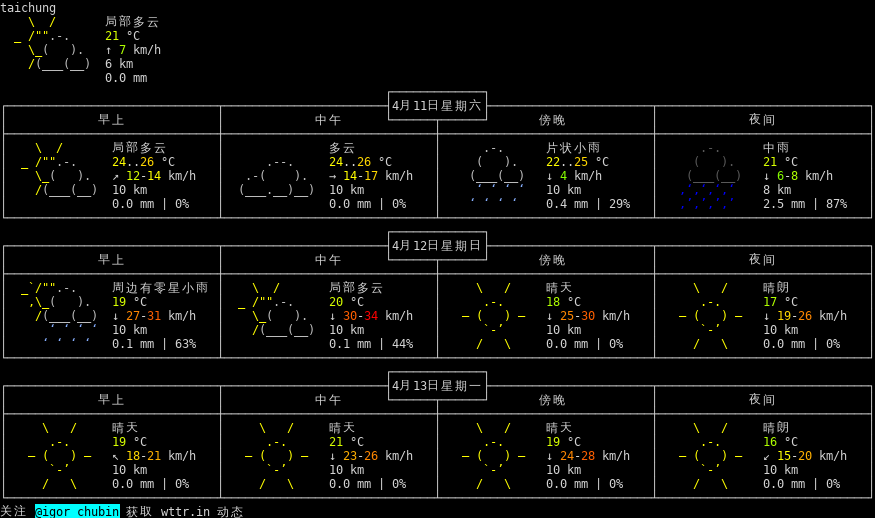 taichung
局部多云
21 °C
↑ 7 km/h
6 km
0.0 mm
4月11日星期六
早上 中午 傍晚 夜间
局部多云 多云 片状小雨 中雨
24..26 °C 24..26 °C 22..25 °C 21 °C
↗ 12-14 km/h → 14-17 km/h ↓ 4 km/h ↓ 6-8 km/h
10 km 10 km 10 km 8 km
0.0 mm | 0% 0.0 mm | 0% 0.4 mm | 29% 2.5 mm | 87%
4月12日星期日
早上 中午 傍晚 夜间
周边有零星小雨 局部多云 晴天 晴朗
19 °C 20 °C 18 °C 17 °C
↓ 27-31 km/h ↓ 30-34 km/h ↓ 25-30 km/h ↓ 19-26 km/h
10 km 10 km 10 km 10 km
0.1 mm | 63% 0.1 mm | 44% 0.0 mm | 0% 0.0 mm | 0%
4月13日星期一
早上 中午 傍晚 夜间
晴天 晴天 晴天 晴朗
19 °C 21 °C 19 °C 16 °C
↖ 18-21 km/h ↓ 23-26 km/h ↓ 24-28 km/h ↙ 15-20 km/h
10 km 10 km 10 km 10 km
0.0 mm | 0% 0.0 mm | 0% 0.0 mm | 0% 0.0 mm | 0%
关注 @igor_chubin 获取 wttr.in 动态